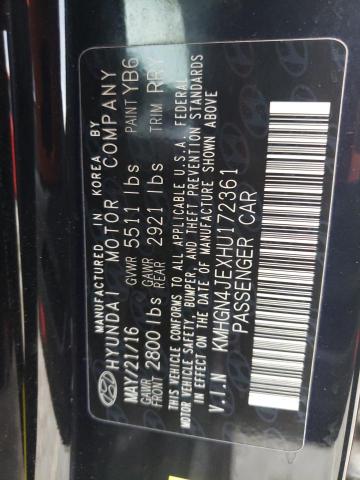 MANUFACTURED IN KOREA BY
HYUNDAI MOTOR COMPANY
MAY/21/16 GVWR 5511 lbs PAINT YB6
GAWR FRONT 2800 lbs GAWR REAR 2921 lbs TRIM RRY
THIS VEHICLE CONFORMS TO ALL APPLICABLE U.S.A. FEDERAL
MOTOR VEHICLE SAFETY, BUMPER, AND THEFT PREVENTION STANDARDS
IN EFFECT ON THE DATE OF MANUFACTURE SHOWN ABOVE.
V.I.N KMHGN4JEXHU172361
PASSENGER CAR